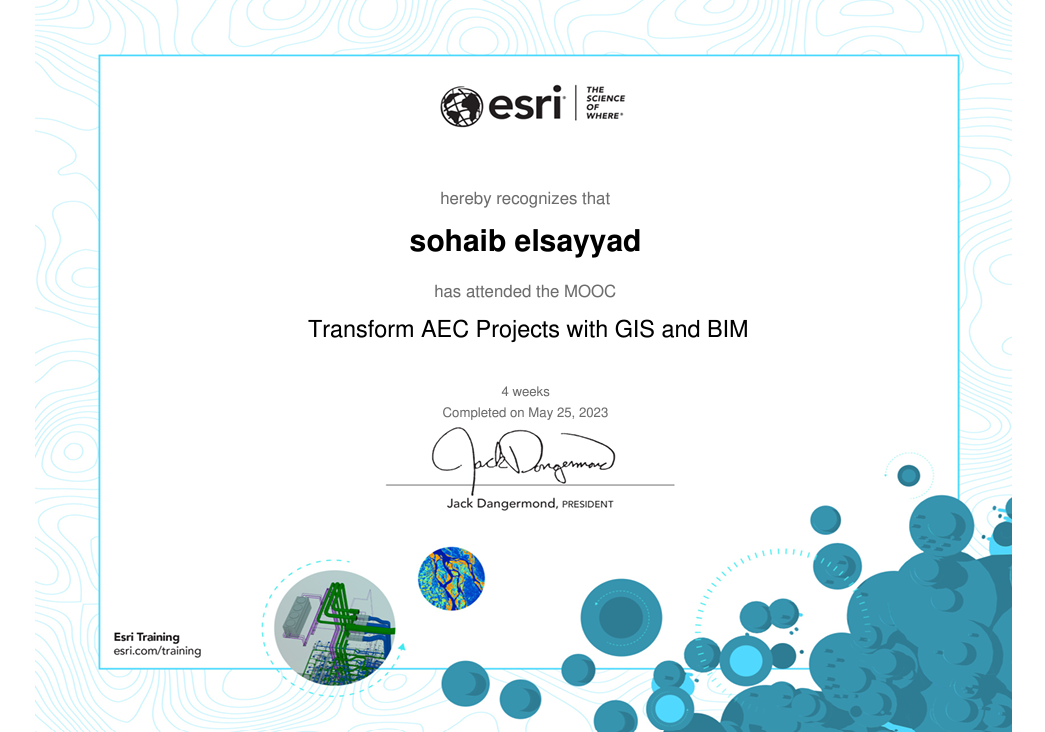 esri
THE
SCIENCE
OF
WHERE®
hereby recognizes that
sohaib elsayyad
has attended the MOOC
Transform AEC Projects with GIS and BIM
4 weeks
Completed on May 25, 2023
Jack Dangermond
Jack Dangermond, PRESIDENT
Esri Training
esri.com/training